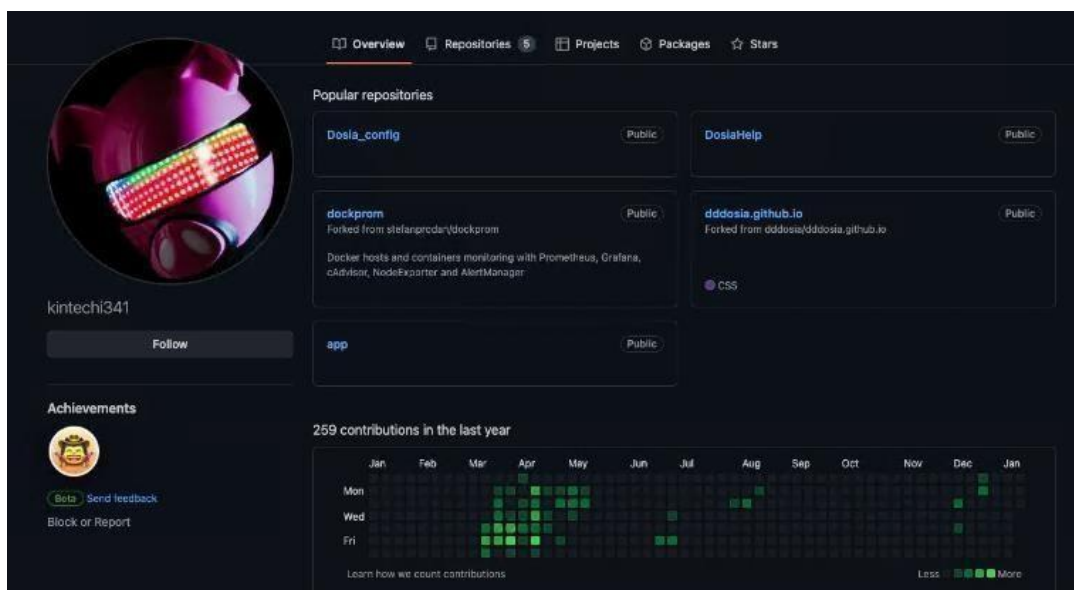 Overview Repositories 5 Projects Packages Stars
Popular repositories
Dosia_config Public
DosiaHelp Public
dockprom Public
Forked from stefanprodan/dockprom
Docker hosts and containers monitoring with Prometheus, Grafana,
cAdvisor, NodeExporter and AlertManager
dddosia.github.io Public
Forked from dddosia/dddosia.github.io
CSS
app Public
kintechi341
Follow
Achievements
Beta Send feedback
Block or Report
259 contributions in the last year
Jan Feb Mar Apr May Jun Jul Aug Sep Oct Nov Dec Jan
Mon
Wed
Fri
Learn how we count contributions
Less More